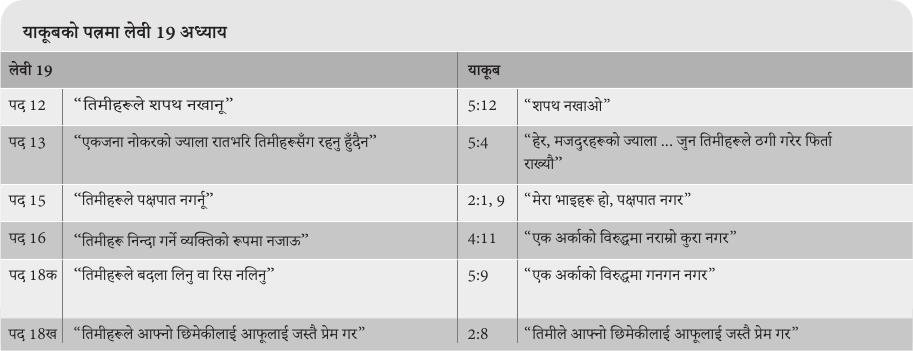 याकूबको पत्रमा लेवी 19 अध्याय
लेवी 19 याकूब
पद 12 “तिमीहरूले शपथ नखानू” 5:12 “शपथ नखाओ”
पद 13 “एकजना नोकरको ज्याला रातभरि तिमीहरूसँग रहनु हुँदैन” 5:4 “हेर, मजदुरहरूको ज्याला ... जुन तिमीहरूले ठगी गरेर फिर्ता
राख्यौ”
पद 15 “तिमीहरूले पक्षपात नगर्नू” 2:1, 9 “मेरा भाइहरू हो, पक्षपात नगर”
पद 16 “तिमीहरू निन्दा गर्ने व्यक्तिको रूपमा नजाऊ” 4:11 “एक अर्काको विरुद्धमा नराम्रो कुरा नगर”
पद 18क “तिमीहरूले बदला लिनु वा रिस नलिनु” 5:9 “एक अर्काको विरुद्धमा गनगन नगर”
पद 18ख “तिमीहरूले आफ्नो छिमेकीलाई आफूलाई जस्तै प्रेम गर” 2:8 “तिमीले आफ्नो छिमेकीलाई आफूलाई जस्तै प्रेम गर”